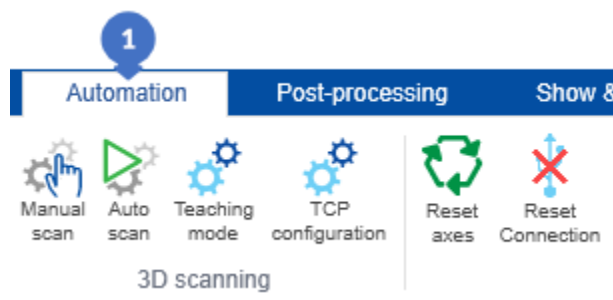 1
Automation Post-processing Show &
Manual scan Auto scan Teaching mode TCP configuration Reset axes Reset Connection
3D scanning